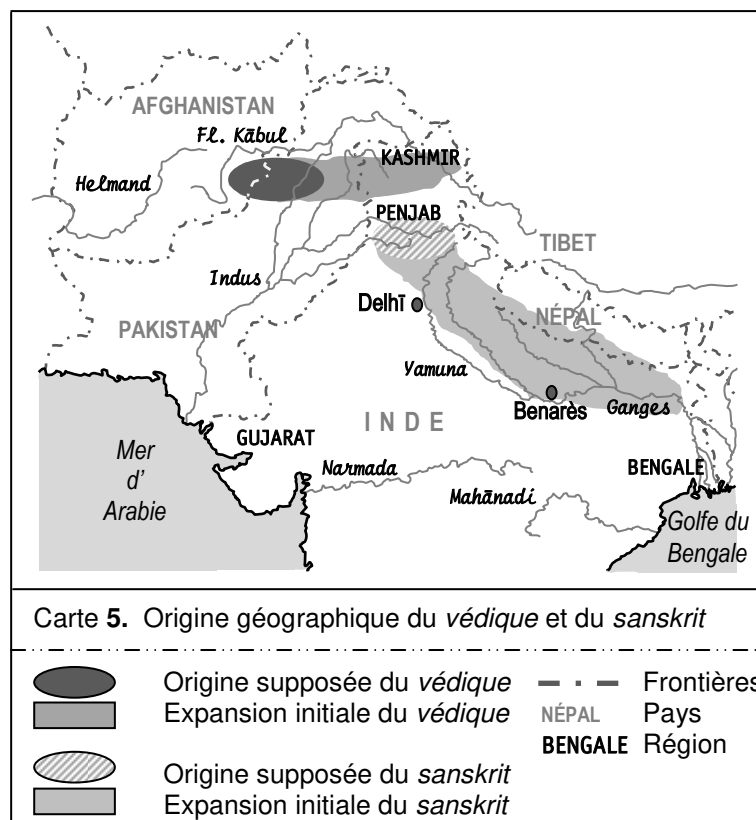 AFGHANISTAN
Fl. Kābul
KASHMIR
Helmand
PENJAB
TIBET
Indus
Delhī
NÉPAL
PAKISTAN
Yamuna
Benarès
Ganges
INDE
GUJARAT
Mer
d'
Arabie
Narmada
BENGALE
Mahānadī
Golfe du
Bengale
Carte 5. Origine géographique du védique et du sanskrit
Origine supposée du védique
Expansion initiale du védique
Origine supposée du sanskrit
Expansion initiale du sanskrit
Frontières
NÉPAL Pays
BENGALE Région